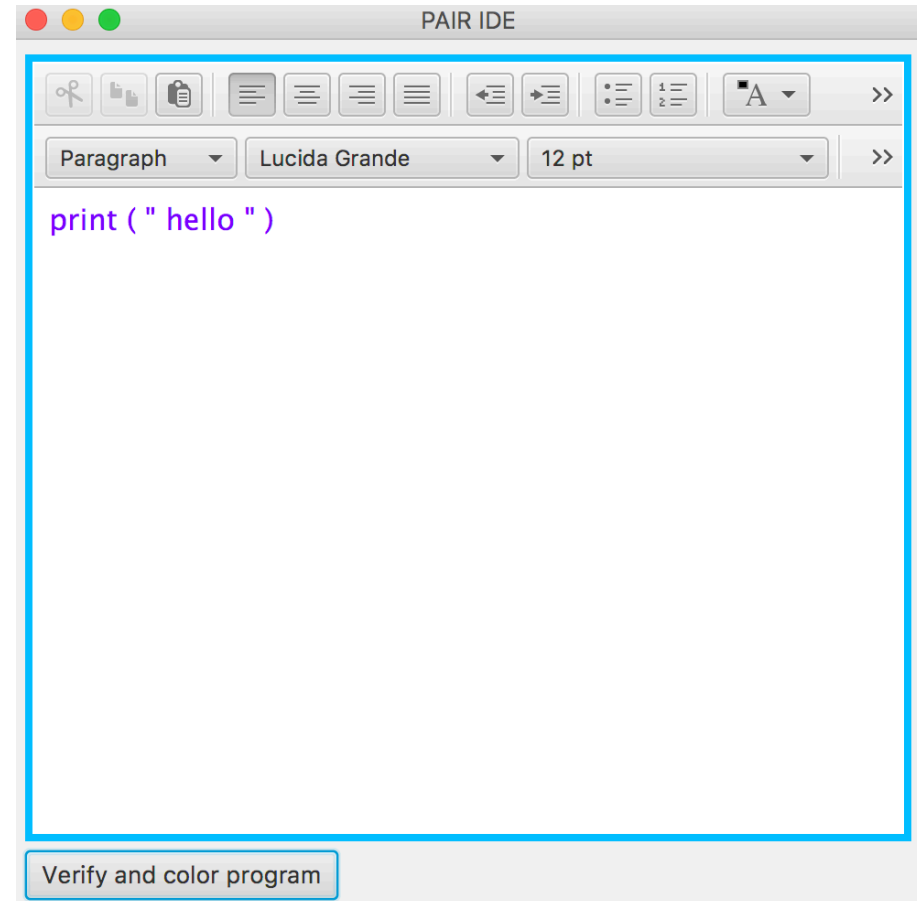 PAIR IDE
A
Paragraph Lucida Grande 12 pt
print ( " hello " )
Verify and color program